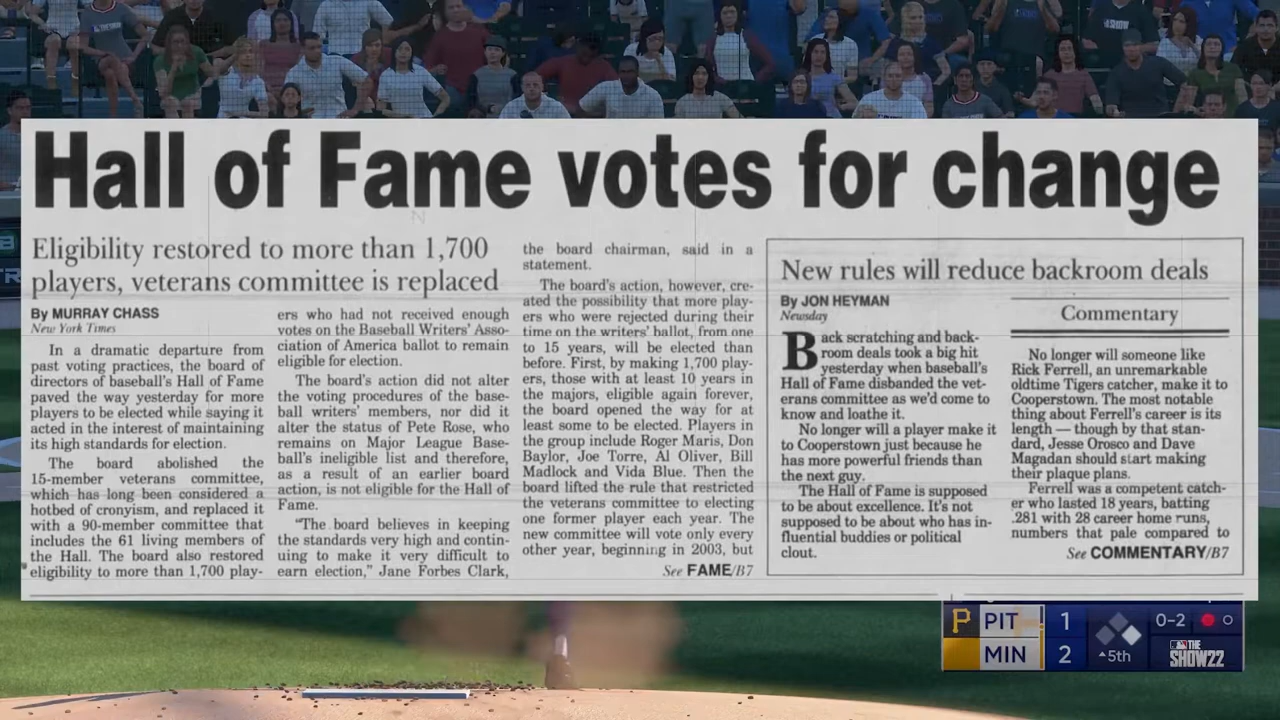 Hall of Fame votes for change
Eligibility restored to more than 1,700
players, veterans committee is replaced
By MURRAY CHASS
New York Times
In a dramatic departure from
past voting practices, the board of
directors of baseball's Hall of Fame
paved the way yesterday for more
players to be elected while saying it
acted in the interest of maintaining
its high standards for election.
The board abolished the
15-member veterans committee,
which has long been considered a
hotbed of cronyism, and replaced it
with a 90-member committee that
includes the 61 living members of
the Hall. The board also restored
eligibility to more than 1,700 play-
ers who had not received enough
votes on the Baseball Writers' Asso-
ciation of America ballot to remain
eligible for election.
The board's action did not alter
the voting procedures of the base-
ball writers' members, nor did it
alter the status of Pete Rose, who
remains on Major League Base-
ball's ineligible list and therefore,
as a result of an earlier board
action, is not eligible for the Hall of
Fame.
"The board believes in keeping
the standards very high and contin-
uing to make it very difficult to
earn election," Jane Forbes Clark,
the board chairman, said in a
statement.
The board's action, however, cre-
ated the possibility that more play-
ers who were rejected during their
time on the writers' ballot, from one
to 15 years, will be elected than
before. First, by making 1,700 play-
ers, those with at least 10 years in
the majors, eligible again forever,
the board opened the way for at
least some to be elected. Players in
the group include Roger Maris, Don
Baylor, Joe Torre, Al Oliver, Bill
Madlock and Vida Blue. Then the
board lifted the rule that restricted
the veterans committee to electing
one former player each year. The
new committee will vote only every
other year, beginning in 2003, but
See FAME/B7
New rules will reduce backroom deals
By JON HEYMAN
Newsday
Back scratching and back-
room deals took a big hit
yesterday when baseball's
Hall of Fame disbanded the vet-
erans committee as we'd come to
know and loathe it.
No longer will a player make it
to Cooperstown just because he
has more powerful friends than
the next guy.
The Hall of Fame is supposed
to be about excellence. It's not
supposed to be about who has in-
fluential buddies or political
clout.
Commentary
No longer will someone like
Rick Ferrell, an unremarkable
oldtime Tigers catcher, make it to
Cooperstown. The most notable
thing about Ferrell's career is its
length — though by that stan-
dard, Jesse Orosco and Dave
Magadan should start making
their plaque plans.
Ferrell was a competent catch-
er who lasted 18 years, batting
.281 with 28 career home runs,
numbers that pale compared to
See COMMENTARY/B7
P PIT 1 0-2
MIN 2 5th
MLB THE SHOW22